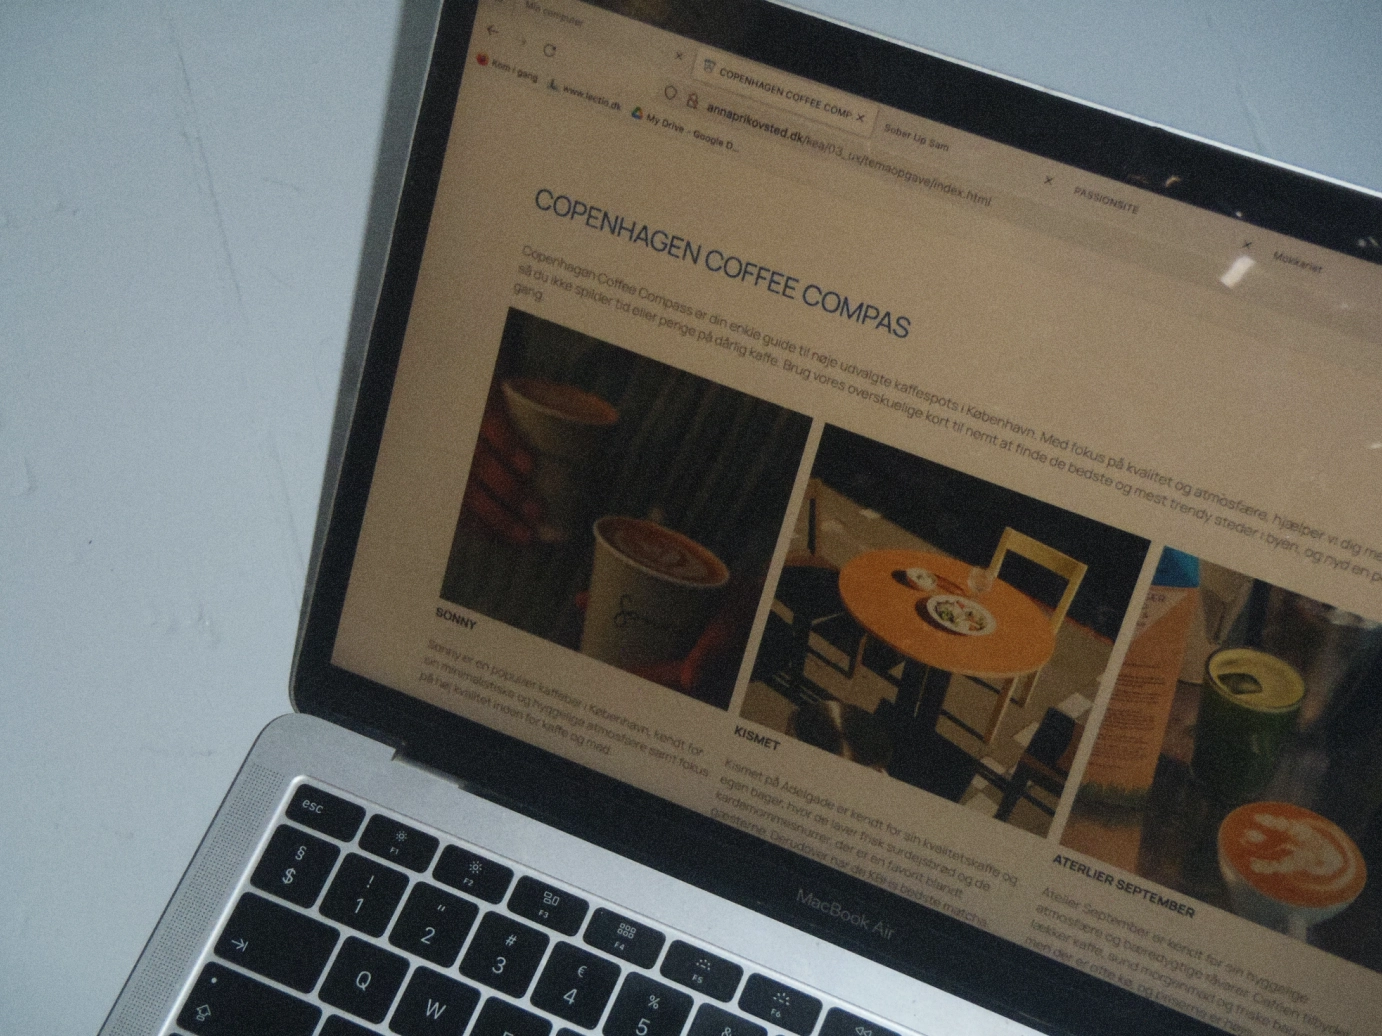 Min computer
COPENHAGEN COFFEE COMP
Sober Up Sam
PASSIONSITE
Mokkeriet
annaprikovsted.dk/kea/03_ux/temaopgave/index.html
Kom i gang
www.lectio.dk
My Drive - Google D...
COPENHAGEN COFFEE COMPAS
Copenhagen Coffee Compass er din enkle guide til nøje udvalgte kaffespots i København. Med fokus på kvalitet og atmosfære, hjælper vi dig me
så du ikke spilder tid eller penge på dårlig kaffe. Brug vores overskuelige kort til nemt at finde de bedste og mest trendy steder i byen, og nyd en p
gang.
SONNY
Sonny er en populær kaffebar i København, kendt for
sin minimalistiske og hyggelige atmosfære samt fokus
på høj kvalitet inden for kaffe og mad.
KISMET
Kismet på Adelgade er kendt for sin kvalitetskaffe og
egen bager, hvor de laver frisk surdejsbrød og de
kardemommesnurrer, der er en favorit blandt
gæsterne. Derudover har de KBHs bedste matcha.
ATERLIER SEPTEMBER
Atelier September er kendt for sin hyggelige
atmosfære og bæredygtige råvarer. Caféen tilb
lækker kaffe, sund morgenmad og friske
men der er ofte kø, og priserne er
MacBook Air
esc
F1
F2
F3
F4
F5
F6
§
$
!
1
"
2
#
3
€
4
%
5
&
Q
W